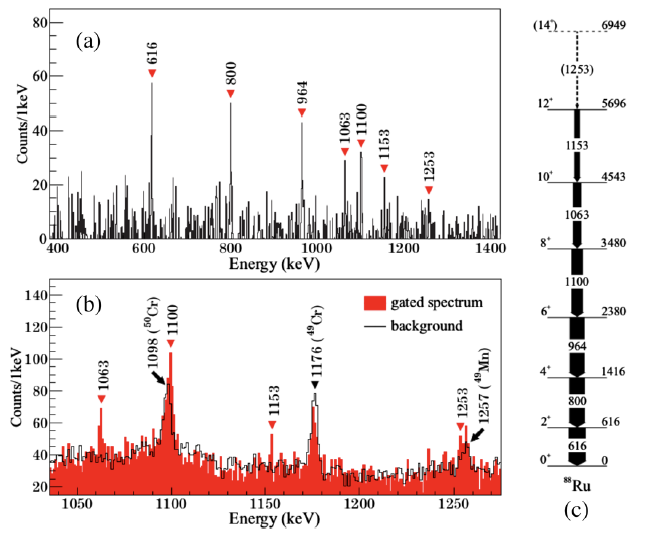 (a)
Counts/1keV
80
60
40
20
0
616
800
964
1063
1100
1153
1253
400 600 800 1000 1200 1400
Energy (keV)
(b)
Counts/1keV
140
120
100
80
60
40
20
1063
1098 (⁵⁰Cr)
1100
1153
1176 (⁴⁹Cr)
1253
1257 (⁴⁹Mn)
gated spectrum
background
1050 1100 1150 1200 1250
Energy (keV)
(14⁺) 6949
(1253)
12⁺ 5696
1153
10⁺ 4543
1063
8⁺ 3480
1100
6⁺ 2380
964
4⁺ 1416
800
2⁺ 616
616
0⁺ 0
⁸⁸Ru
(c)